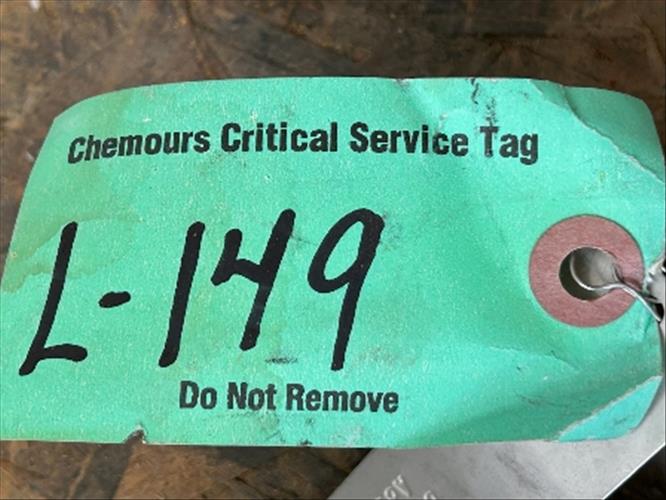 Chemours Critical Service Tag
L-149
Do Not Remove